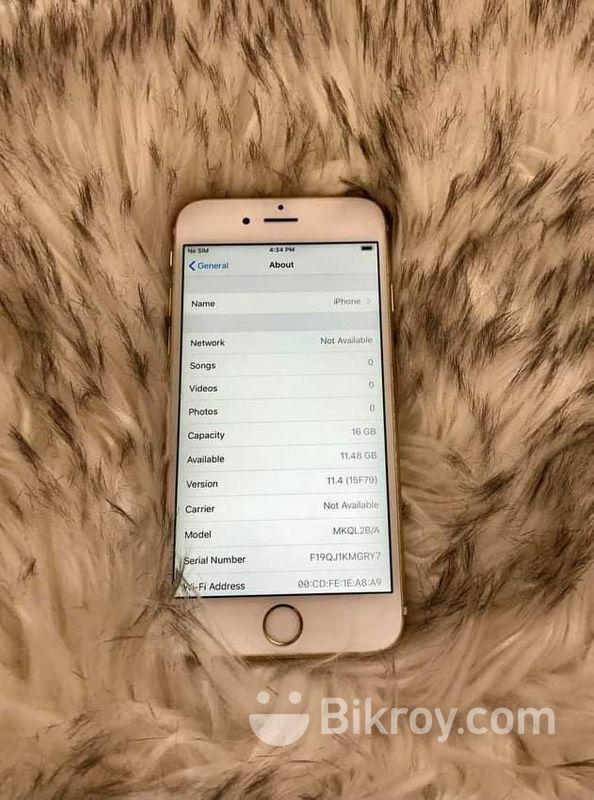 No SIM 4:34 PM
General About
Name iPhone
Network Not Available
Songs 0
Videos 0
Photos 0
Capacity 16 GB
Available 11.48 GB
Version 11.4 (15F79)
Carrier Not Available
Model MKQL2B/A
Serial Number F19QJ1KMGRY7
Wi-Fi Address 00:CD:FE:1E:A8:A9
Bikroy.com